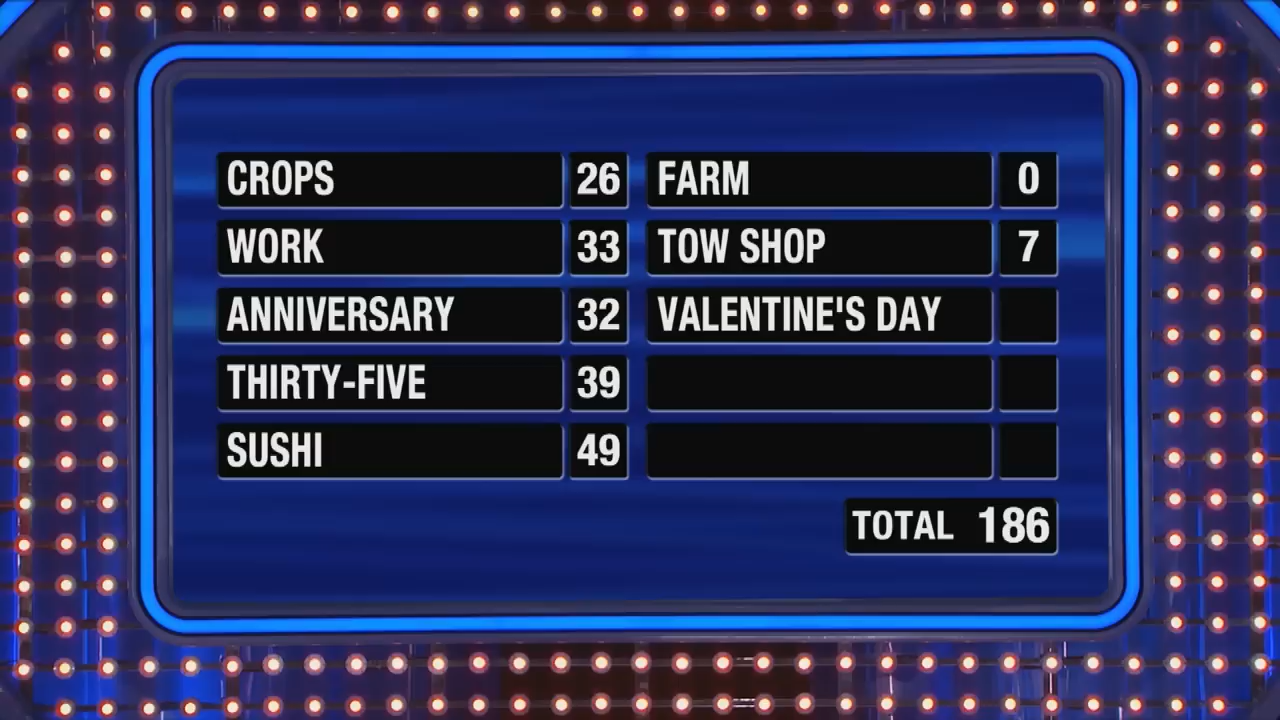 CROPS 26 FARM 0
WORK 33 TOW SHOP 7
ANNIVERSARY 32 VALENTINE'S DAY
THIRTY-FIVE 39
SUSHI 49
TOTAL 186